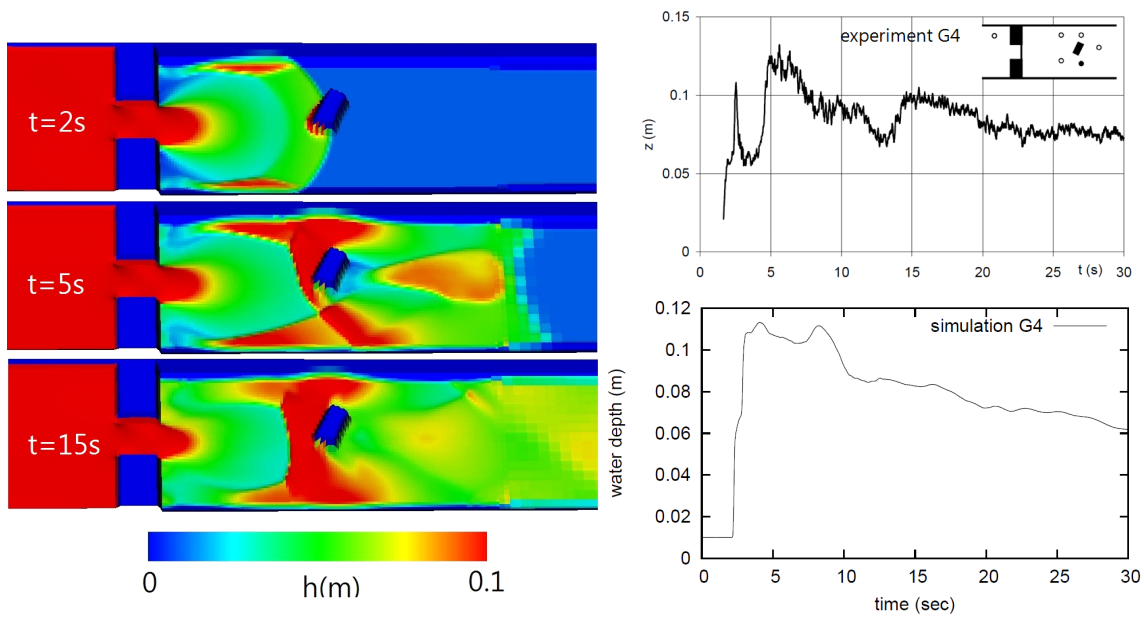 t=2s
t=5s
t=15s
0
0.1
h(m)
experiment G4
0.15
0.1
0.05
0
z (m)
0
5
10
15
20
25
30
t (s)
simulation G4
0.12
0.1
0.08
0.06
0.04
0.02
0
water depth (m)
0
5
10
15
20
25
30
time (sec)